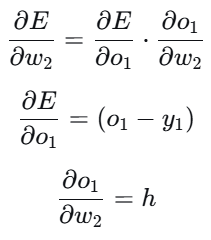 ∂E/∂w₂ = ∂E/∂o₁ · ∂o₁/∂w₂
∂E/∂o₁ = (o₁ − y₁)
∂o₁/∂w₂ = h